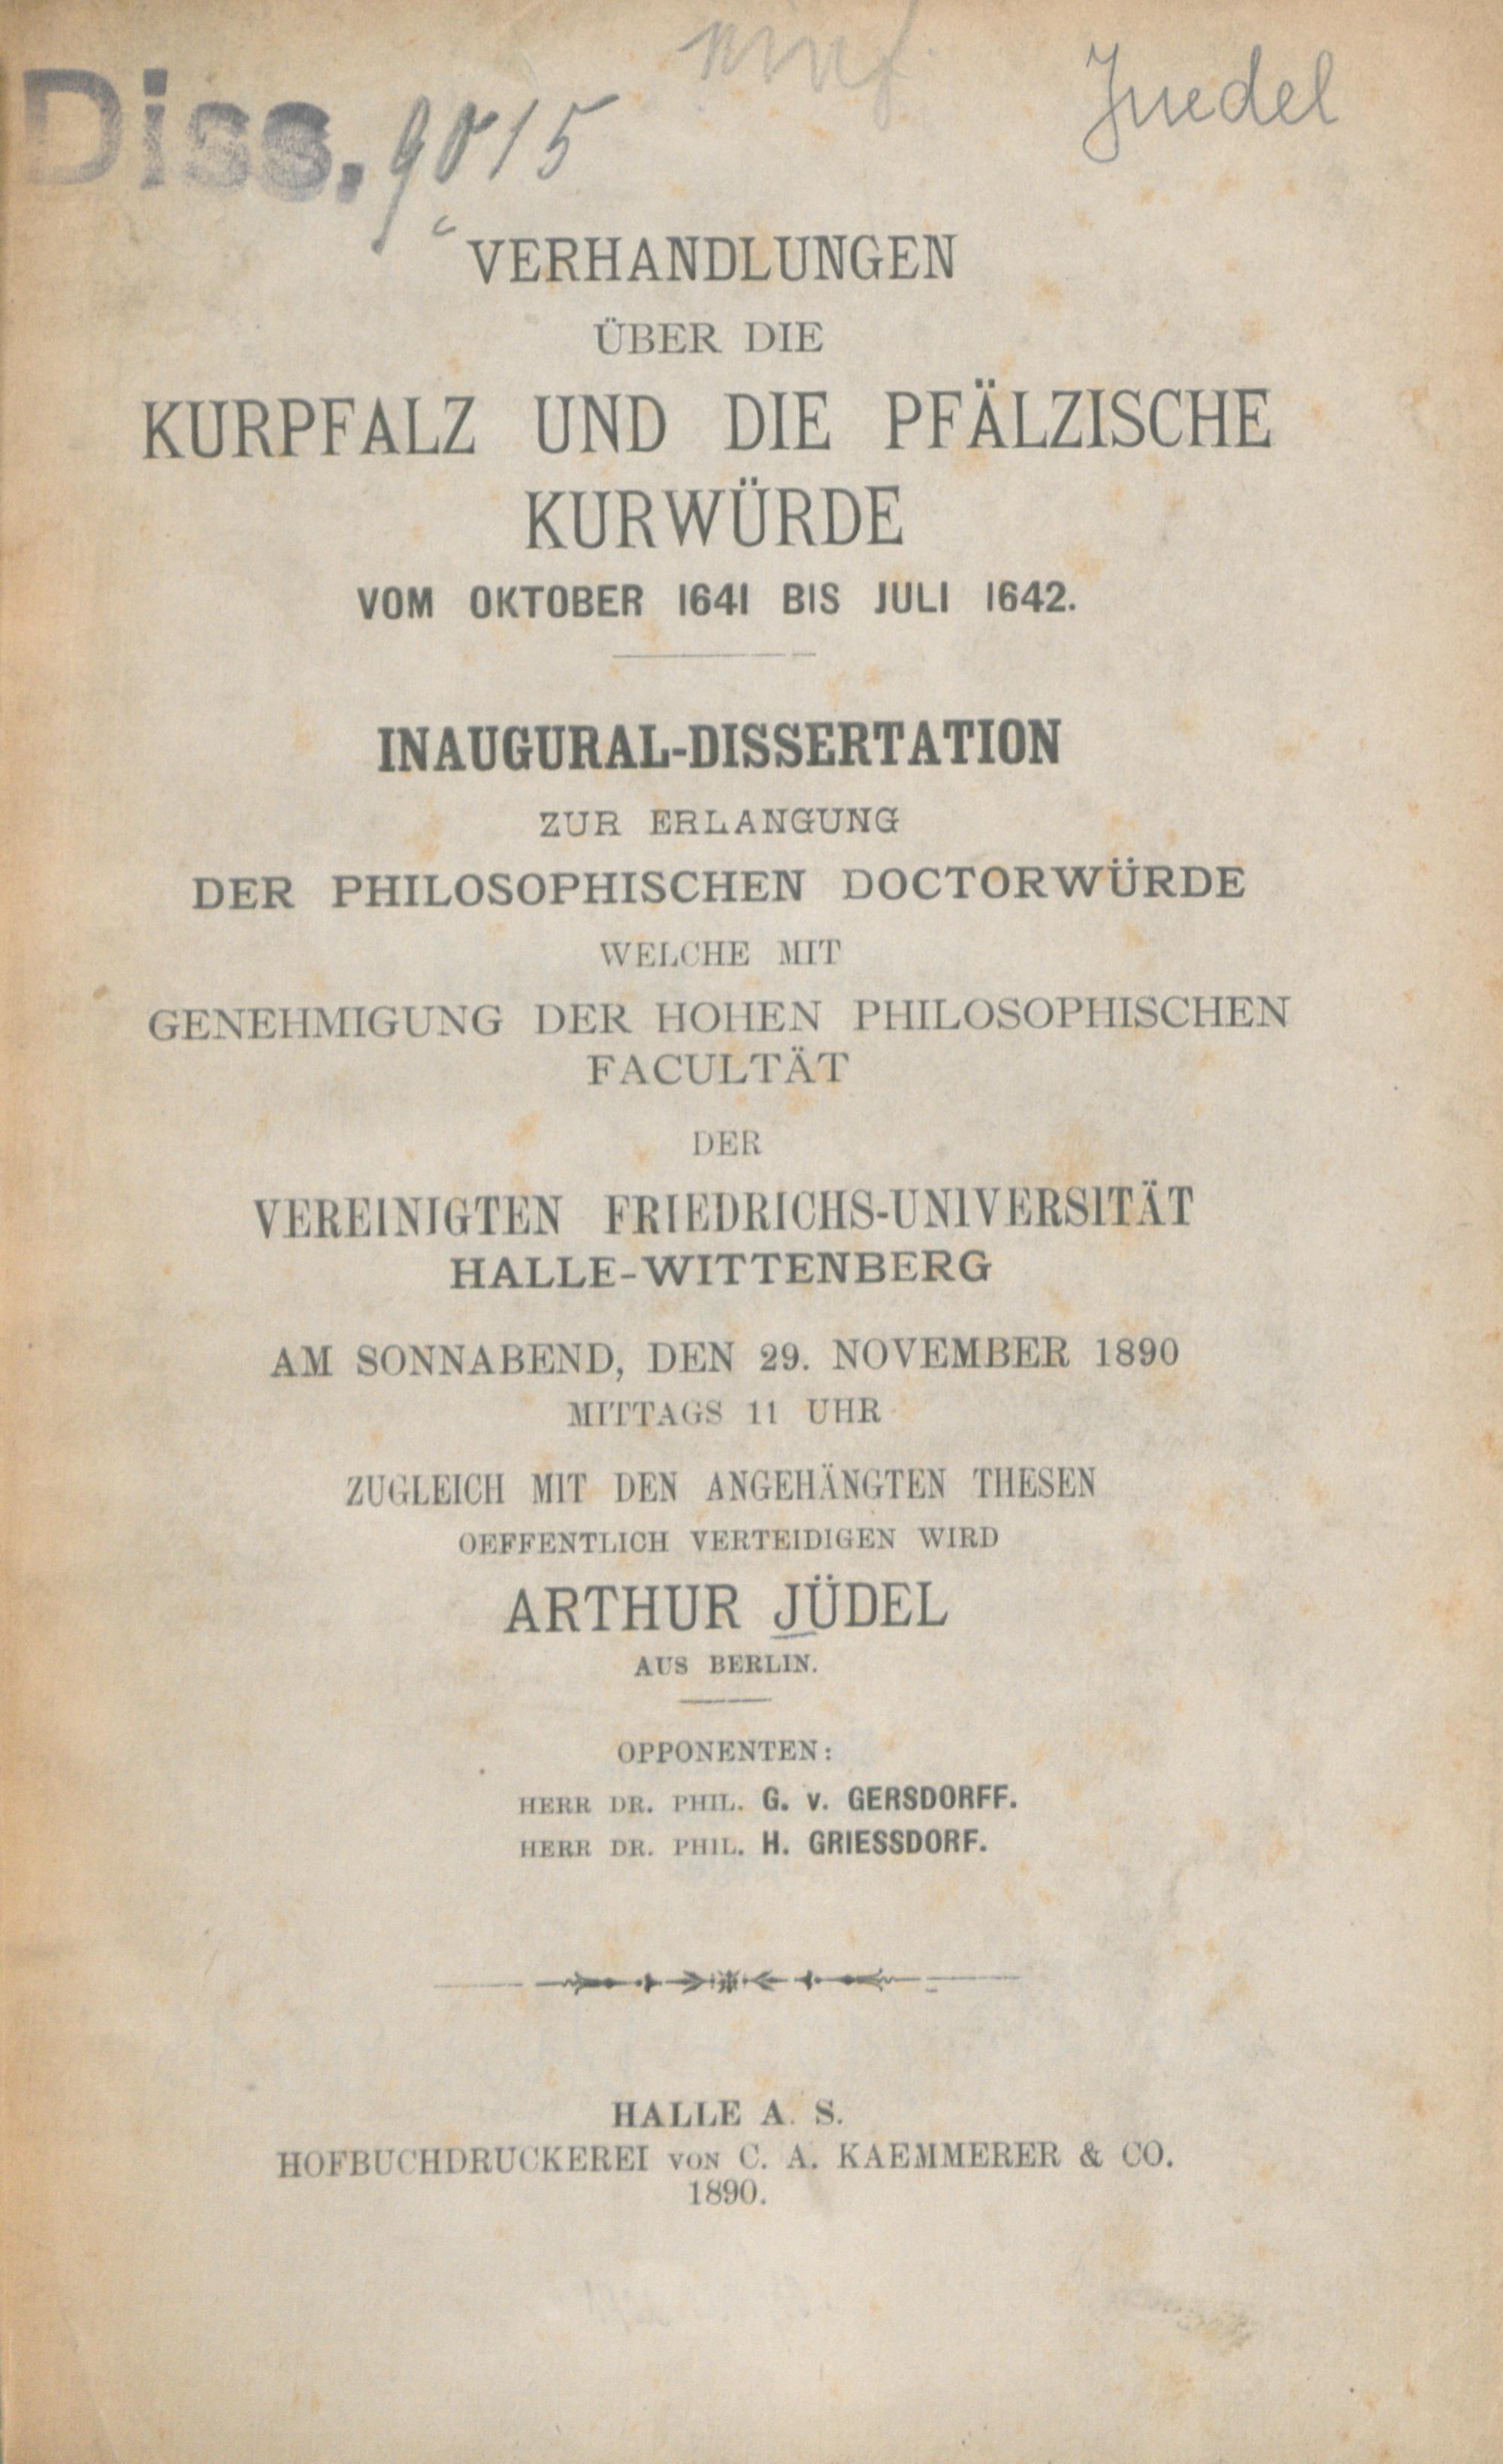 Juedel
Diss. 9815
VERHANDLUNGEN
ÜBER DIE
KURPFALZ UND DIE PFÄLZISCHE
KURWÜRDE
VOM OKTOBER 1641 BIS JULI 1642.
INAUGURAL-DISSERTATION
ZUR ERLANGUNG
DER PHILOSOPHISCHEN DOCTORWÜRDE
WELCHE MIT
GENEHMIGUNG DER HOHEN PHILOSOPHISCHEN
FACULTÄT
DER
VEREINIGTEN FRIEDRICHS-UNIVERSITÄT
HALLE-WITTENBERG
AM SONNABEND, DEN 29. NOVEMBER 1890
MITTAGS 11 UHR
ZUGLEICH MIT DEN ANGEHÄNGTEN THESEN
OEFFENTLICH VERTEIDIGEN WIRD
ARTHUR JÜDEL
AUS BERLIN.
OPPONENTEN:
HERR DR. PHIL. G. v. GERSDORFF.
HERR DR. PHIL. H. GRIESSDORF.
HALLE A. S.
HOFBUCHDRUCKEREI VON C. A. KAEMMERER & CO.
1890.